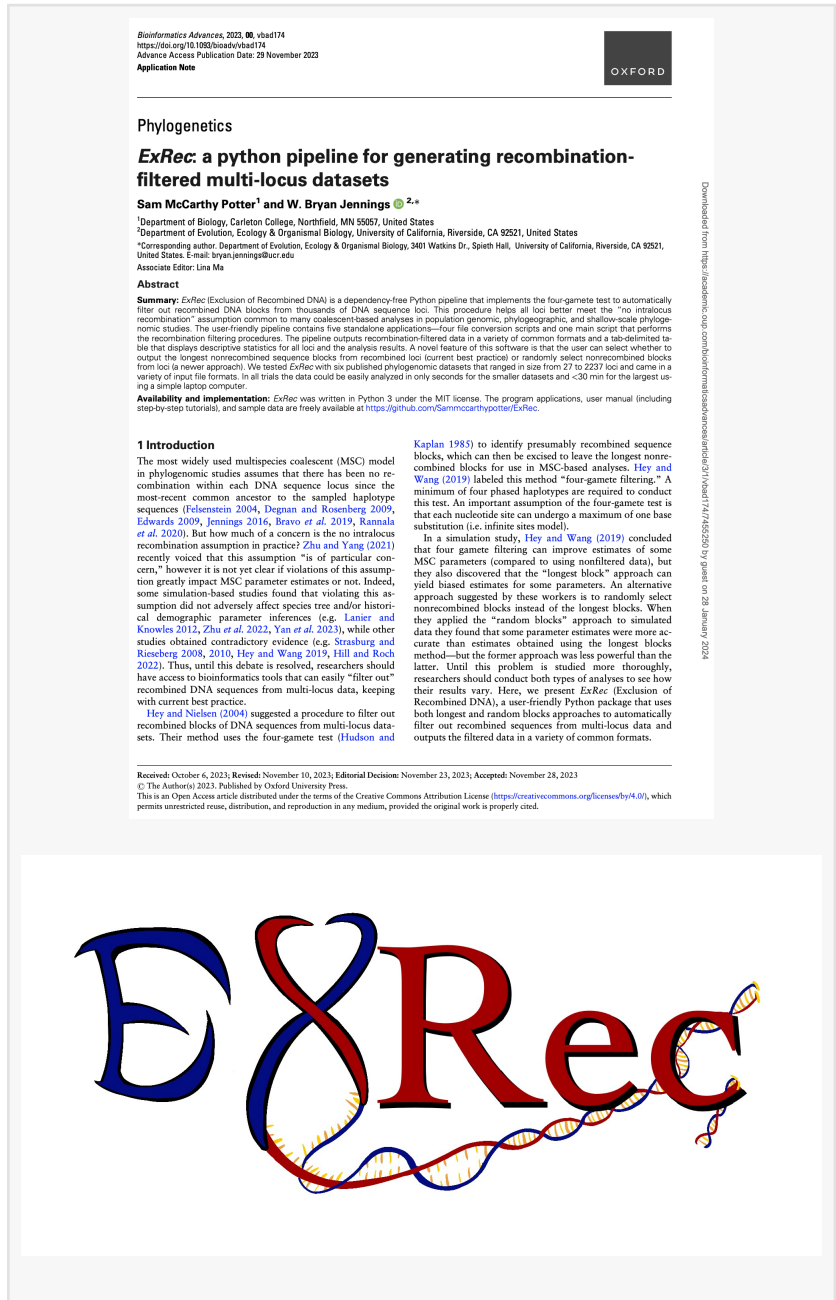 Bioinformatics Advances, 2023, 00, vbad174
https://doi.org/10.1093/bioadv/vbad174
Advance Access Publication Date: 29 November 2023
Application Note
OXFORD
Phylogenetics
ExRec: a python pipeline for generating recombination-
filtered multi-locus datasets
Sam McCarthy Potter1 and W. Bryan Jennings iD 2,*
1Department of Biology, Carleton College, Northfield, MN 55057, United States
2Department of Evolution, Ecology & Organismal Biology, University of California, Riverside, CA 92521, United States
*Corresponding author. Department of Evolution, Ecology & Organismal Biology, 3401 Watkins Dr., Spieth Hall, University of California, Riverside, CA 92521,
United States. E-mail: bryan.jennings@ucr.edu
Associate Editor: Lina Ma
Abstract
Summary: ExRec (Exclusion of Recombined DNA) is a dependency-free Python pipeline that implements the four-gamete test to automatically
filter out recombined DNA blocks from thousands of DNA sequence loci. This procedure helps all loci better meet the “no intralocus
recombination” assumption common to many coalescent-based analyses in population genomic, phylogeographic, and shallow-scale phyloge-
nomic studies. The user-friendly pipeline contains five standalone applications—four file conversion scripts and one main script that performs
the recombination filtering procedures. The pipeline outputs recombination-filtered data in a variety of common formats and a tab-delimited ta-
ble that displays descriptive statistics for all loci and the analysis results. A novel feature of this software is that the user can select whether to
output the longest nonrecombined sequence blocks from recombined loci (current best practice) or randomly select nonrecombined blocks
from loci (a newer approach). We tested ExRec with six published phylogenomic datasets that ranged in size from 27 to 2237 loci and came in a
variety of input file formats. In all trials the data could be easily analyzed in only seconds for the smaller datasets and <30 min for the largest us-
ing a simple laptop computer.
Availability and implementation: ExRec was written in Python 3 under the MIT license. The program applications, user manual (including
step-by-step tutorials), and sample data are freely available at https://github.com/Sammccarthypotter/ExRec.
1 Introduction
The most widely used multispecies coalescent (MSC) model
in phylogenomic studies assumes that there has been no re-
combination within each DNA sequence locus since the
most-recent common ancestor to the sampled haplotype
sequences (Felsenstein 2004, Degnan and Rosenberg 2009,
Edwards 2009, Jennings 2016, Bravo et al. 2019, Rannala
et al. 2020). But how much of a concern is the no intralocus
recombination assumption in practice? Zhu and Yang (2021)
recently voiced that this assumption “is of particular con-
cern,” however it is not yet clear if violations of this assump-
tion greatly impact MSC parameter estimates or not. Indeed,
some simulation-based studies found that violating this as-
sumption did not adversely affect species tree and/or histori-
cal demographic parameter inferences (e.g. Lanier and
Knowles 2012, Zhu et al. 2022, Yan et al. 2023), while other
studies obtained contradictory evidence (e.g. Strasburg and
Rieseberg 2008, 2010, Hey and Wang 2019, Hill and Roch
2022). Thus, until this debate is resolved, researchers should
have access to bioinformatics tools that can easily “filter out”
recombined DNA sequences from multi-locus data, keeping
with current best practice.
Hey and Nielsen (2004) suggested a procedure to filter out
recombined blocks of DNA sequences from multi-locus data-
sets. Their method uses the four-gamete test (Hudson and
Kaplan 1985) to identify presumably recombined sequence
blocks, which can then be excised to leave the longest nonre-
combined blocks for use in MSC-based analyses. Hey and
Wang (2019) labeled this method “four-gamete filtering.” A
minimum of four phased haplotypes are required to conduct
this test. An important assumption of the four-gamete test is
that each nucleotide site can undergo a maximum of one base
substitution (i.e. infinite sites model).
In a simulation study, Hey and Wang (2019) concluded
that four gamete filtering can improve estimates of some
MSC parameters (compared to using nonfiltered data), but
they also discovered that the “longest block” approach can
yield biased estimates for some parameters. An alternative
approach suggested by these workers is to randomly select
nonrecombined blocks instead of the longest blocks. When
they applied the “random blocks” approach to simulated
data they found that some parameter estimates were more ac-
curate than estimates obtained using the longest blocks
method—but the former approach was less powerful than the
latter. Until this problem is studied more thoroughly,
researchers should conduct both types of analyses to see how
their results vary. Here, we present ExRec (Exclusion of
Recombined DNA), a user-friendly Python package that uses
both longest and random blocks approaches to automatically
filter out recombined sequences from multi-locus data and
outputs the filtered data in a variety of common formats.
Received: October 6, 2023; Revised: November 10, 2023; Editorial Decision: November 23, 2023; Accepted: November 28, 2023
© The Author(s) 2023. Published by Oxford University Press.
This is an Open Access article distributed under the terms of the Creative Commons Attribution License (https://creativecommons.org/licenses/by/4.0/), which
permits unrestricted reuse, distribution, and reproduction in any medium, provided the original work is properly cited.
Downloaded from https://academic.oup.com/bioinformaticsadvances/article/3/1/vbad174/7455250 by guest on 28 January 2024
ExRec